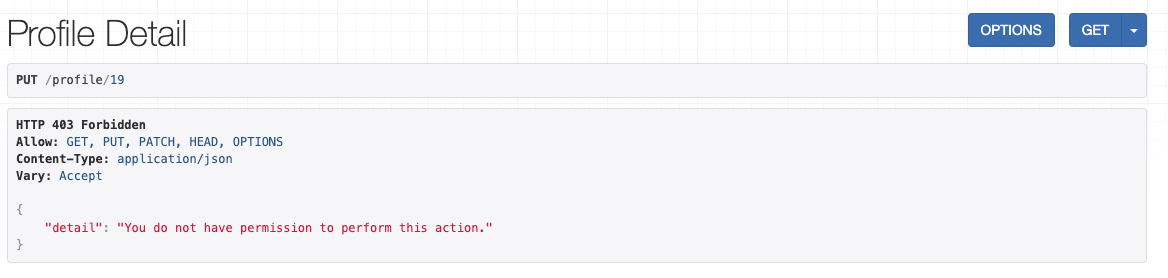 Profile Detail
OPTIONS
GET
PUT /profile/19
HTTP 403 Forbidden
Allow: GET, PUT, PATCH, HEAD, OPTIONS
Content-Type: application/json
Vary: Accept
{
    "detail": "You do not have permission to perform this action."
}